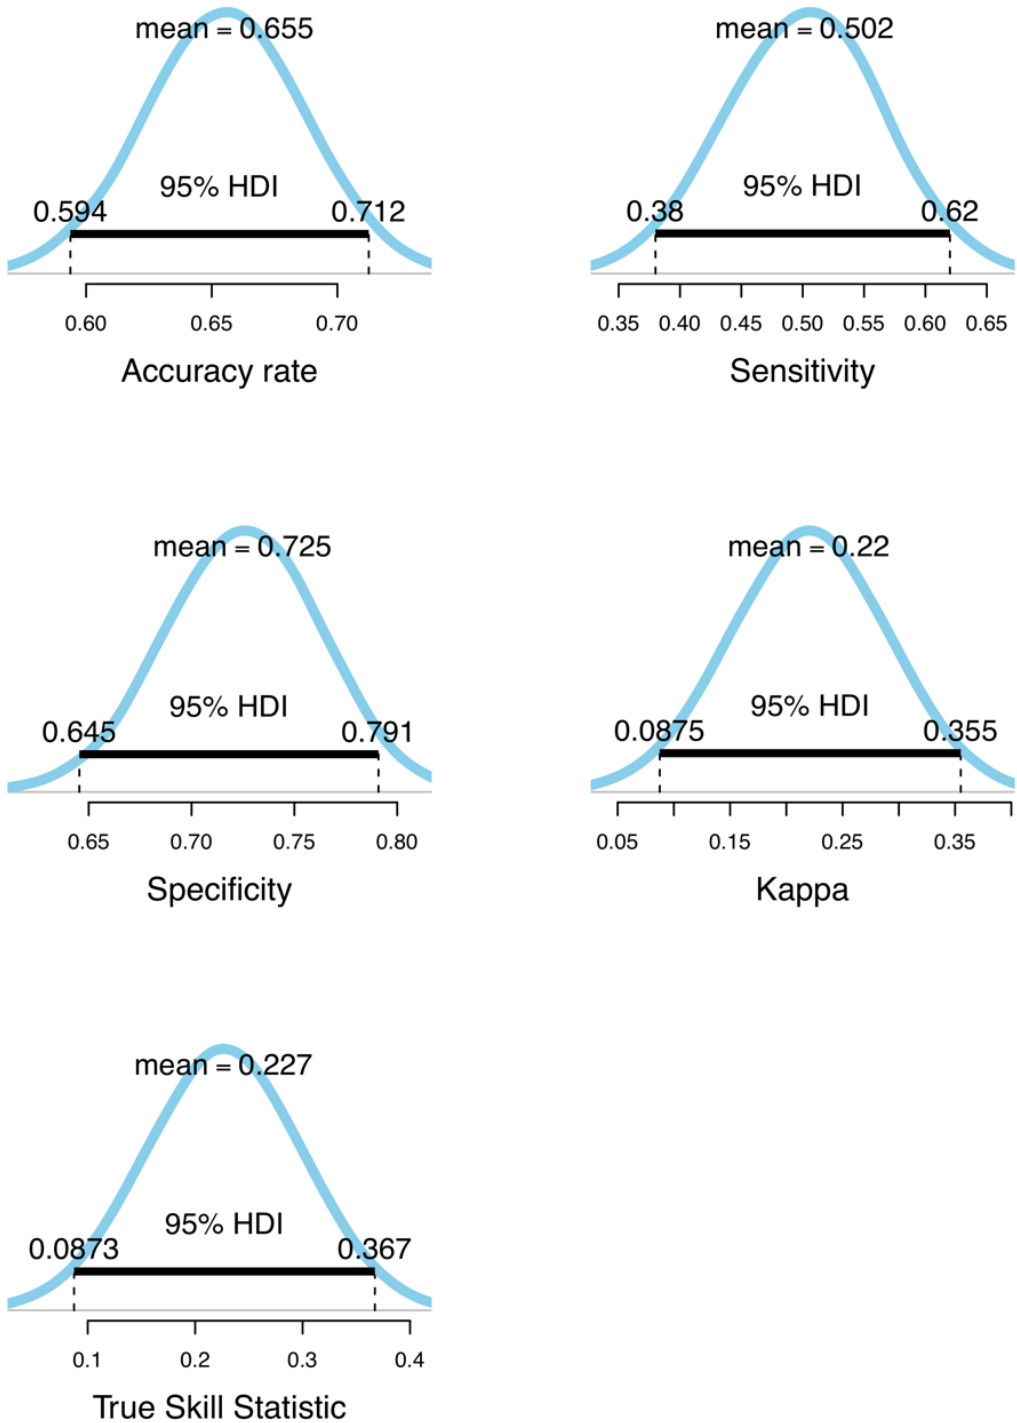 mean = 0.655
95% HDI
0.594 0.712
0.60 0.65 0.70
Accuracy rate
mean = 0.502
95% HDI
0.38 0.62
0.35 0.40 0.45 0.50 0.55 0.60 0.65
Sensitivity
mean = 0.725
95% HDI
0.645 0.791
0.65 0.70 0.75 0.80
Specificity
mean = 0.22
95% HDI
0.0875 0.355
0.05 0.15 0.25 0.35
Kappa
mean = 0.227
95% HDI
0.0873 0.367
0.1 0.2 0.3 0.4
True Skill Statistic